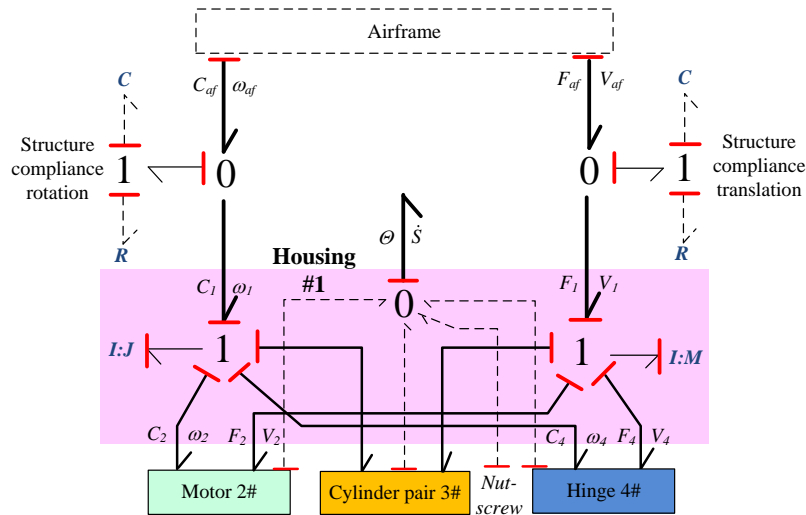 Airframe
C_af ω_af
F_af V_af
C
C
Structure
compliance
rotation
1
0
0
1
Structure
compliance
translation
R
R
Θ Ṡ
Housing
#1
C_1 ω_1
0
F_1 V_1
I:J
1
1
I:M
C_2 ω_2
F_2 V_2
C_4 ω_4
F_4 V_4
Motor 2#
Cylinder pair 3#
Nut-
screw
Hinge 4#